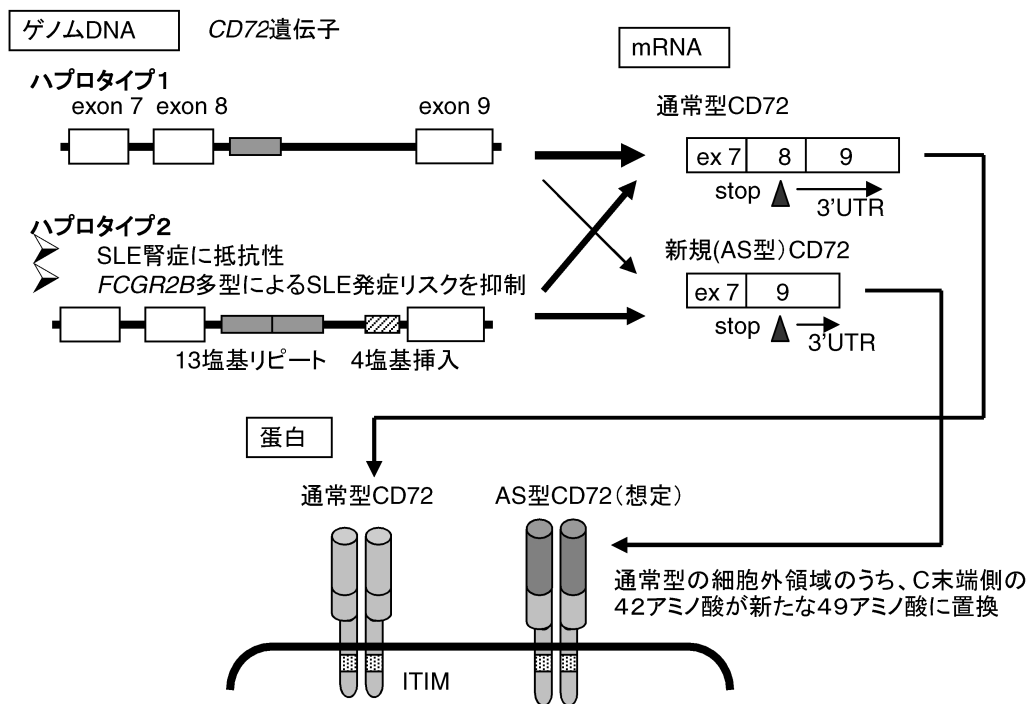 ゲノムDNA
CD72遺伝子
mRNA
ハプロタイプ1
exon 7
exon 8
exon 9
通常型CD72
ex 7
8
9
stop
3'UTR
ハプロタイプ2
SLE腎症に抵抗性
FCGR2B多型によるSLE発症リスクを抑制
新規(AS型)CD72
ex 7
9
stop
3'UTR
13塩基リピート
4塩基挿入
蛋白
通常型CD72
AS型CD72(想定)
通常型の細胞外領域のうち、C末端側の
42アミノ酸が新たな49アミノ酸に置換
ITIM